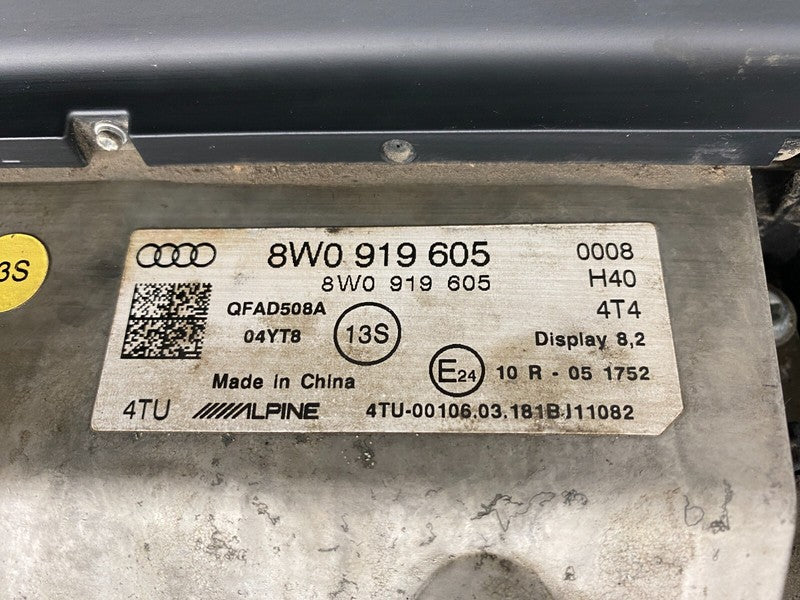 8W0 919 605 0008
8W0 919 605 H40
QFAD508A 4T4
04YT8 13S Display 8,2
Made in China E24 10 R - 05 1752
4TU ALPINE 4TU-00106.03.181BJ11082
3S